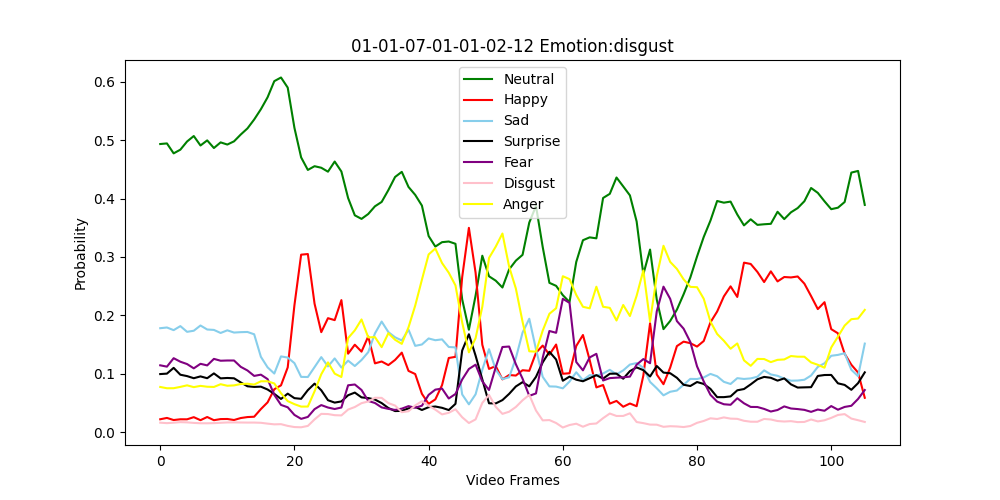 01-01-07-01-01-02-12 Emotion:disgust
Neutral
Happy
Sad
Surprise
Fear
Disgust
Anger
Probability
0.6
0.5
0.4
0.3
0.2
0.1
0.0
0 20 40 60 80 100
Video Frames